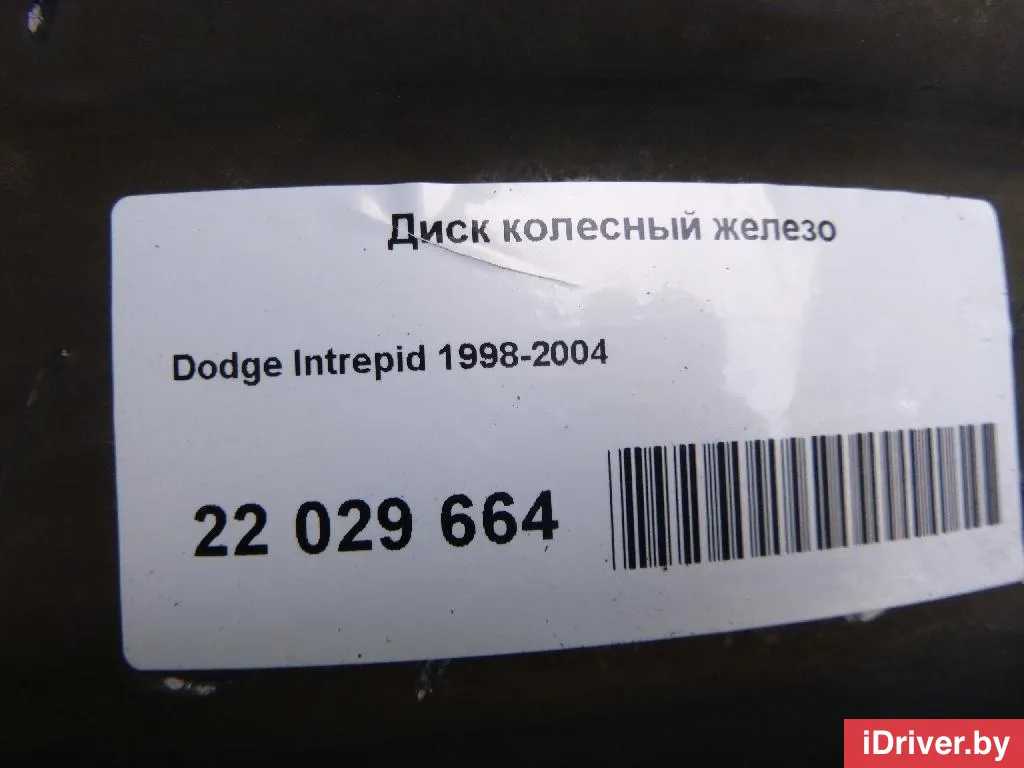 Диск колесный железо
Dodge Intrepid 1998-2004
22 029 664
iDriver.by